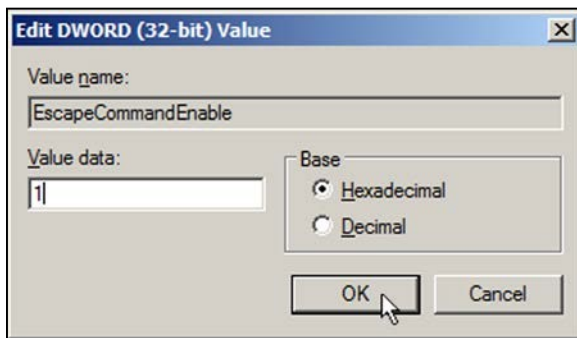 Edit DWORD (32-bit) Value
Value name:
EscapeCommandEnable
Value data:
1
Base
Hexadecimal
Decimal
OK
Cancel